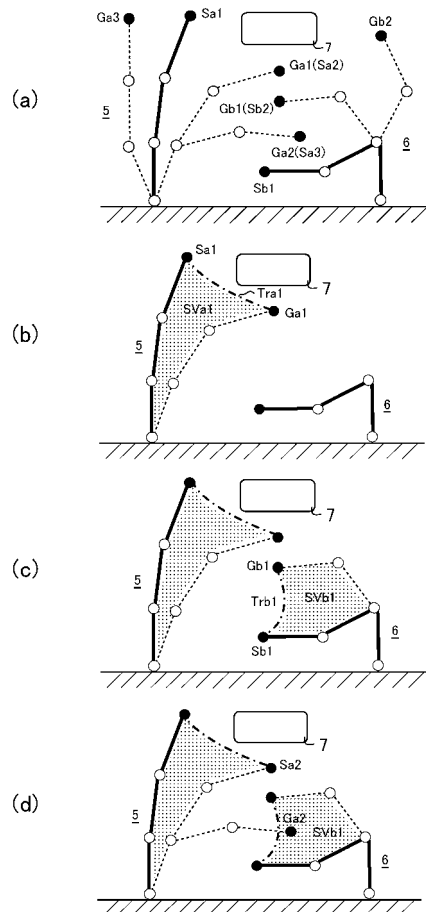 (a)
Ga3
Sa1
7
Gb2
Ga1(Sa2)
5
Gb1(Sb2)
6
Ga2(Sa3)
Sb1
(b)
Sa1
7
Tra1
SVa1
Ga1
5
6
(c)
7
5
Gb1
Trb1
SVb1
Sb1
6
(d)
7
Sa2
5
Ga2
SVb1
6